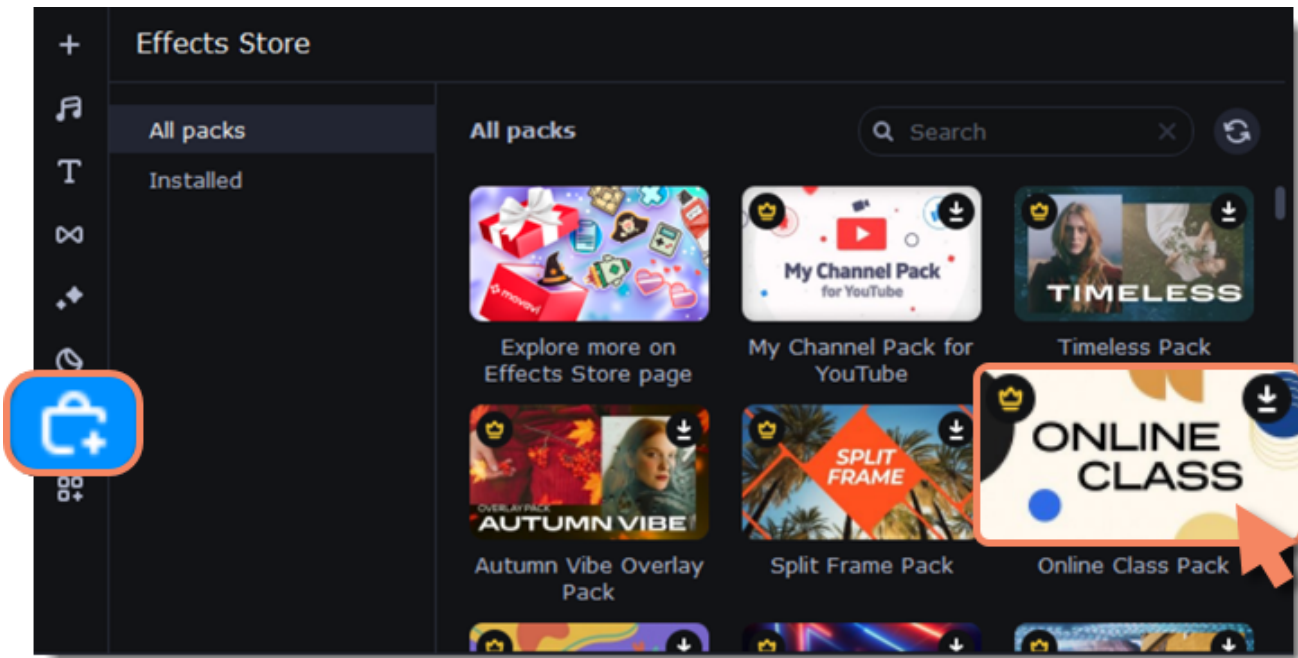 Effects Store
All packs
Installed
All packs
Search
movavi
My Channel Pack
for YouTube
TIMELESS
Explore more on
Effects Store page
My Channel Pack for
YouTube
Timeless Pack
OVERLAY PACK
AUTUMN VIBE
SPLIT
FRAME
ONLINE
CLASS
Autumn Vibe Overlay
Pack
Split Frame Pack
Online Class Pack